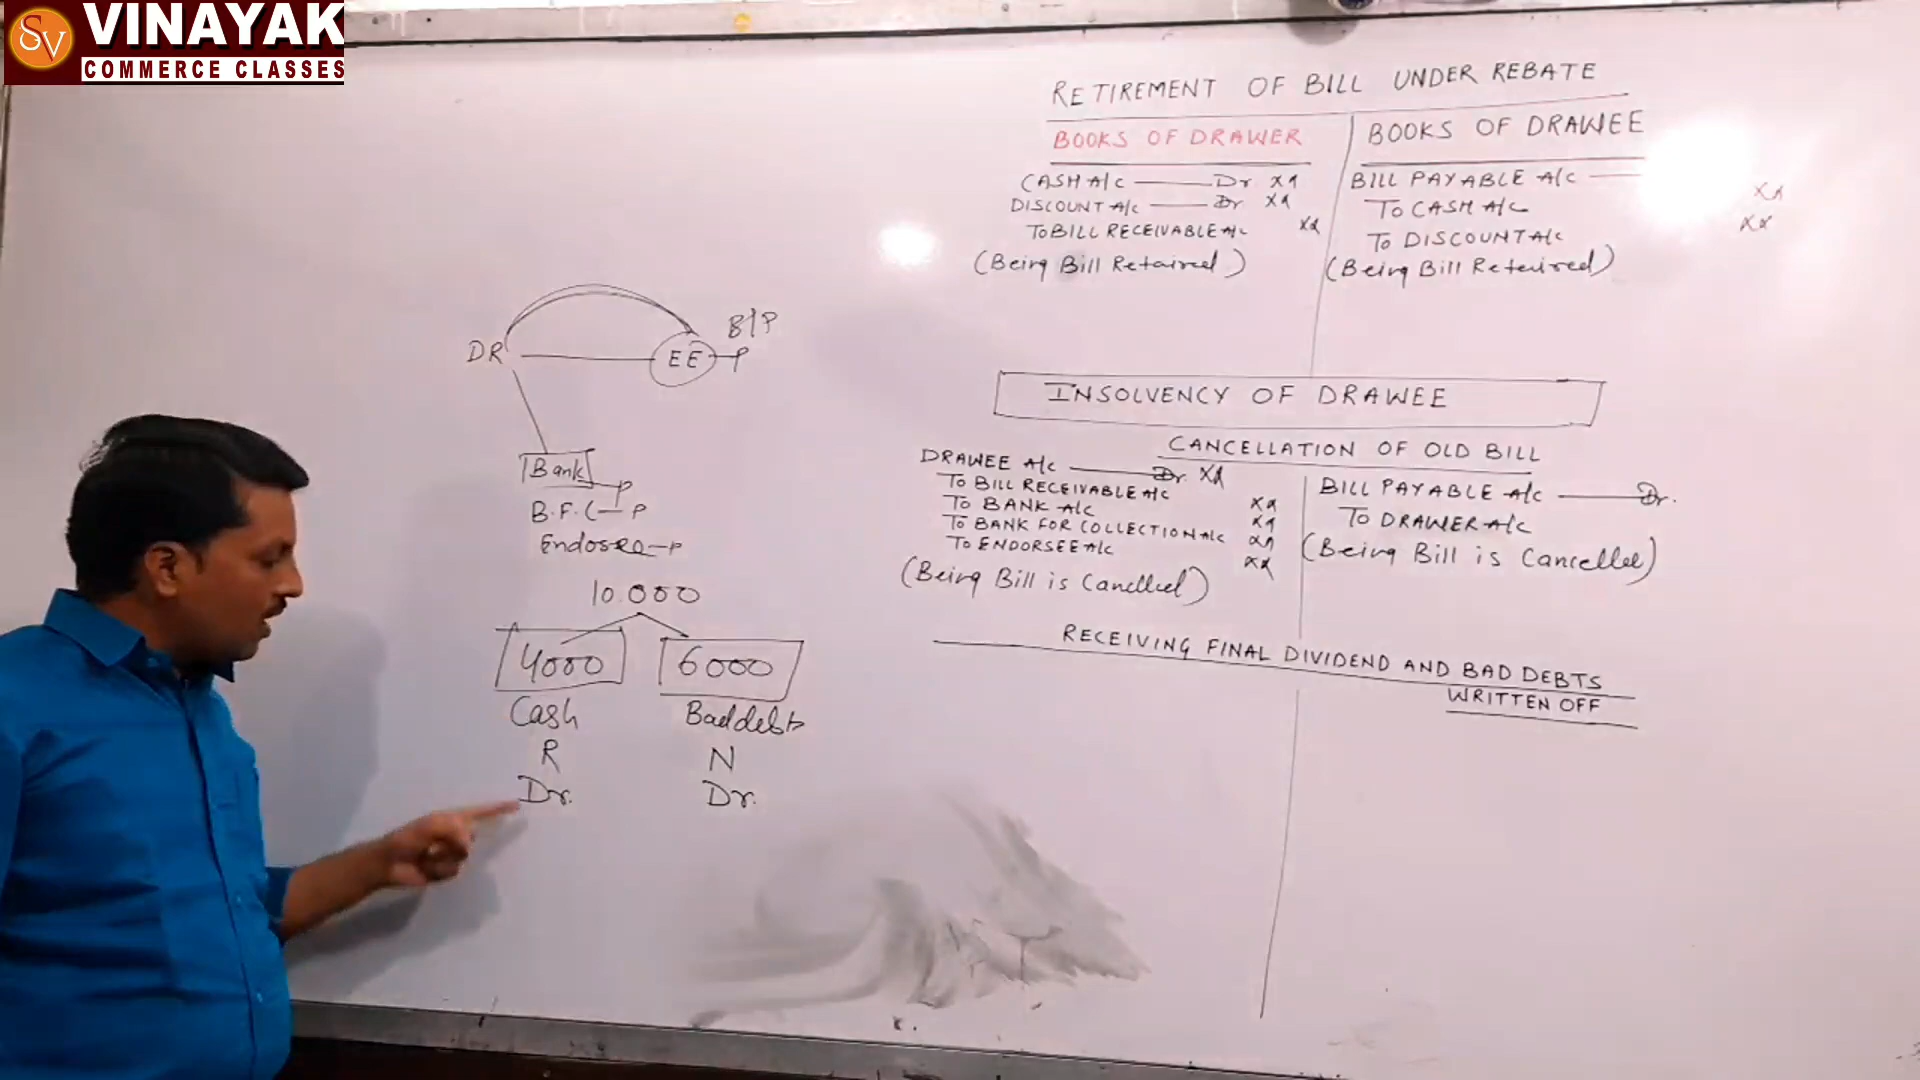 SV VINAYAK
COMMERCE CLASSES
RETIREMENT OF BILL UNDER REBATE
BOOKS OF DRAWER
CASH A/c ——— Dr xx
DISCOUNT A/c ——— Dr xx
To BILL RECEIVABLE A/c xx
(Being Bill Retaired)
BOOKS OF DRAWEE
BILL PAYABLE A/c ———
To CASH A/c xx
To DISCOUNT A/c xx
(Being Bill Reteired)
DR EE P B/P
Bank P
B.F.C — P
Endosee — P
10.000
4000 6000
Cash Baddebts
R N
Dr. Dr.
INSOLVENCY OF DRAWEE
CANCELLATION OF OLD BILL
DRAWEE A/c ——— Dr. xx
To BILL RECEIVABLE A/c xx
To BANK A/c xx
To BANK FOR COLLECTION A/c xx
To ENDORSEE A/c xx
(Being Bill is Cancelled)
BILL PAYABLE A/c ——— Dr.
To DRAWER A/c
(Being Bill is Cancelled)
RECEIVING FINAL DIVIDEND AND BAD DEBTS
WRITTEN OFF